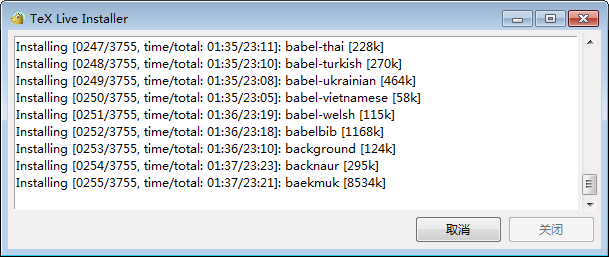 TeX Live Installer
Installing [0247/3755, time/total: 01:35/23:11]: babel-thai [228k]
Installing [0248/3755, time/total: 01:35/23:10]: babel-turkish [270k]
Installing [0249/3755, time/total: 01:35/23:08]: babel-ukrainian [464k]
Installing [0250/3755, time/total: 01:35/23:05]: babel-vietnamese [58k]
Installing [0251/3755, time/total: 01:36/23:19]: babel-welsh [115k]
Installing [0252/3755, time/total: 01:36/23:18]: babelbib [1168k]
Installing [0253/3755, time/total: 01:36/23:10]: background [124k]
Installing [0254/3755, time/total: 01:37/23:23]: backnaur [295k]
Installing [0255/3755, time/total: 01:37/23:21]: baekmuk [8534k]
取消 关闭